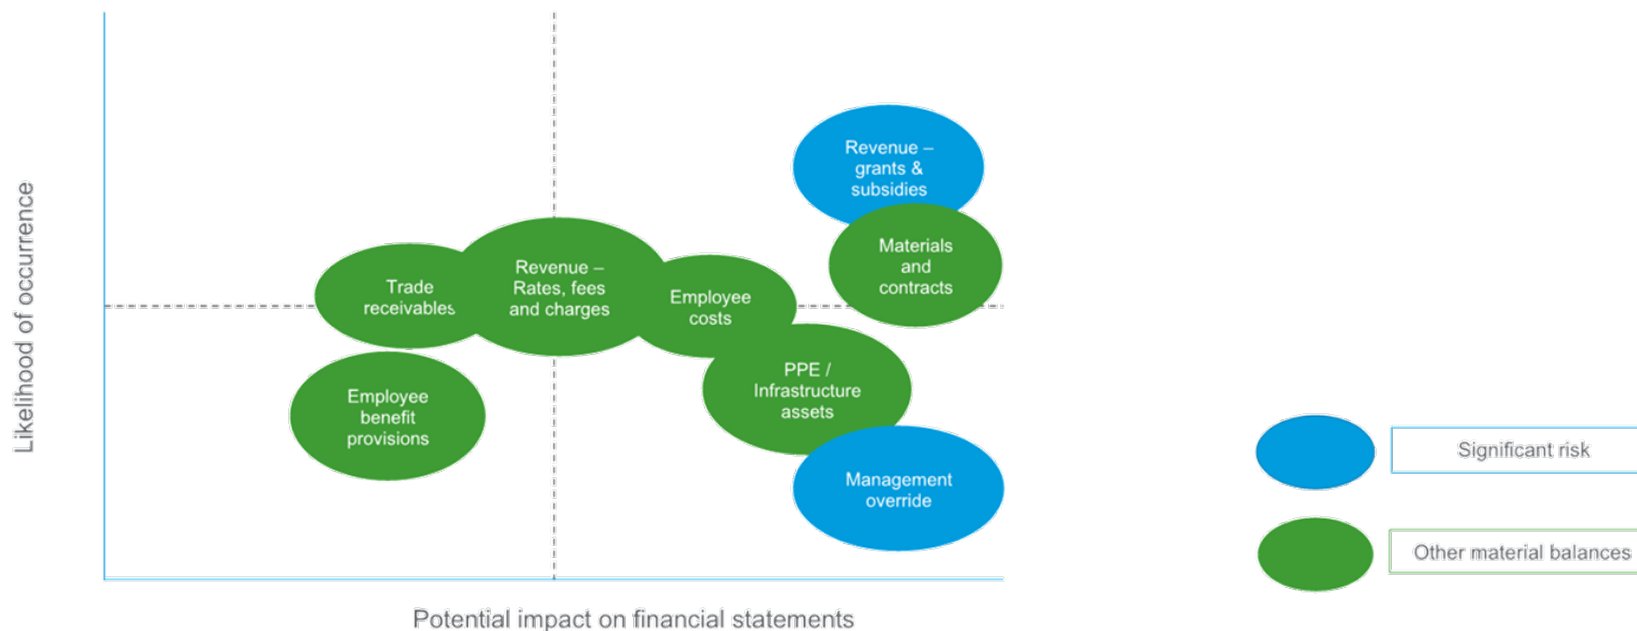 Likelihood of occurrence
Revenue –
grants &
subsidies
Materials
and
contracts
Revenue –
Rates, fees
and charges
Trade
receivables
Employee
costs
PPE /
Infrastructure
assets
Employee
benefit
provisions
Management
override
Significant risk
Other material balances
Potential impact on financial statements